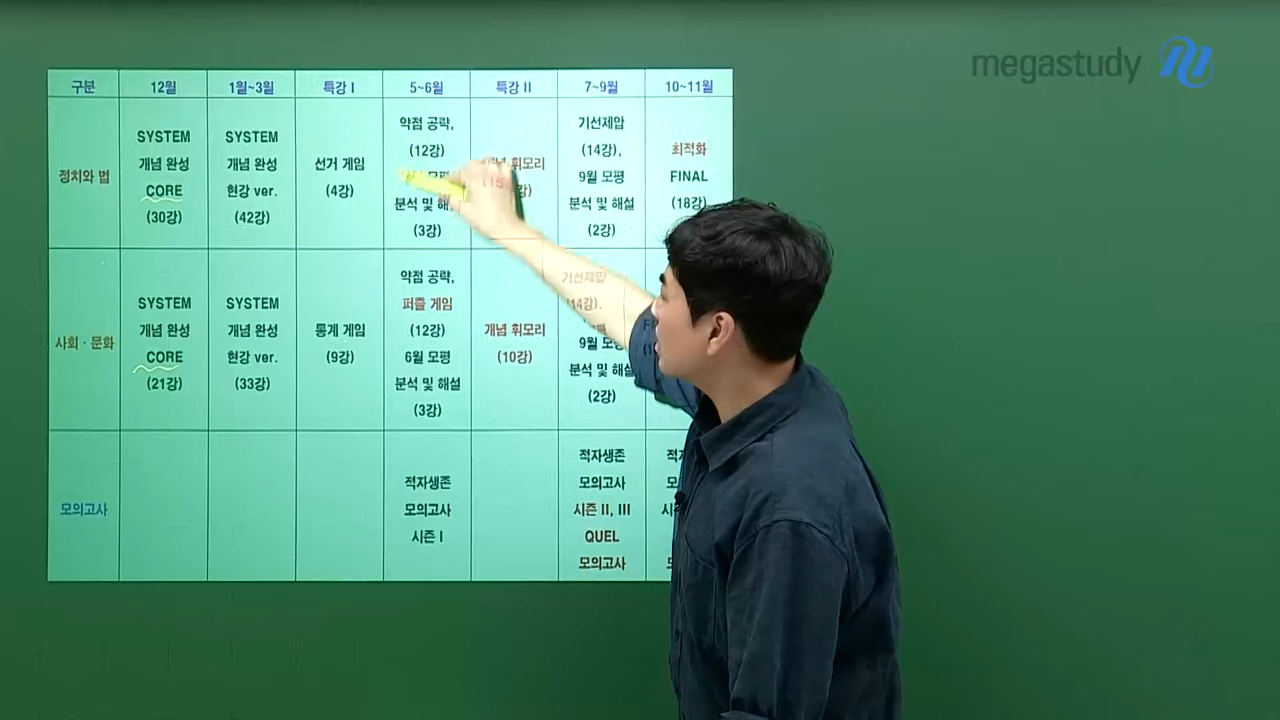 megastudy
구분 12월 1월~3월 특강 I 5~6월 특강 II 7~9월 10~11월
정치와 법
SYSTEM
개념 완성
CORE
(30강)
SYSTEM
개념 완성
현강 ver.
(42강)
선거 게임
(4강)
약점 공략,
(12강)
모평
분석 및
(3강)
휘모리
기선제압
(14강),
9월 모평
분석 및 해설
(2강)
최적화
FINAL
(18강)
사회·문화
SYSTEM
개념 완성
CORE
(21강)
SYSTEM
개념 완성
현강 ver.
(33강)
통계 게임
(9강)
약점 공략,
퍼즐 게임
(12강)
6월 모평
분석 및 해설
(3강)
개념 휘모리
(10강)
기선제압
9월
분석 및 해설
(2강)
모의고사
적자생존
모의고사
시즌 I
적자생존
모의고사
시즌 II, III
QUEL
모의고사